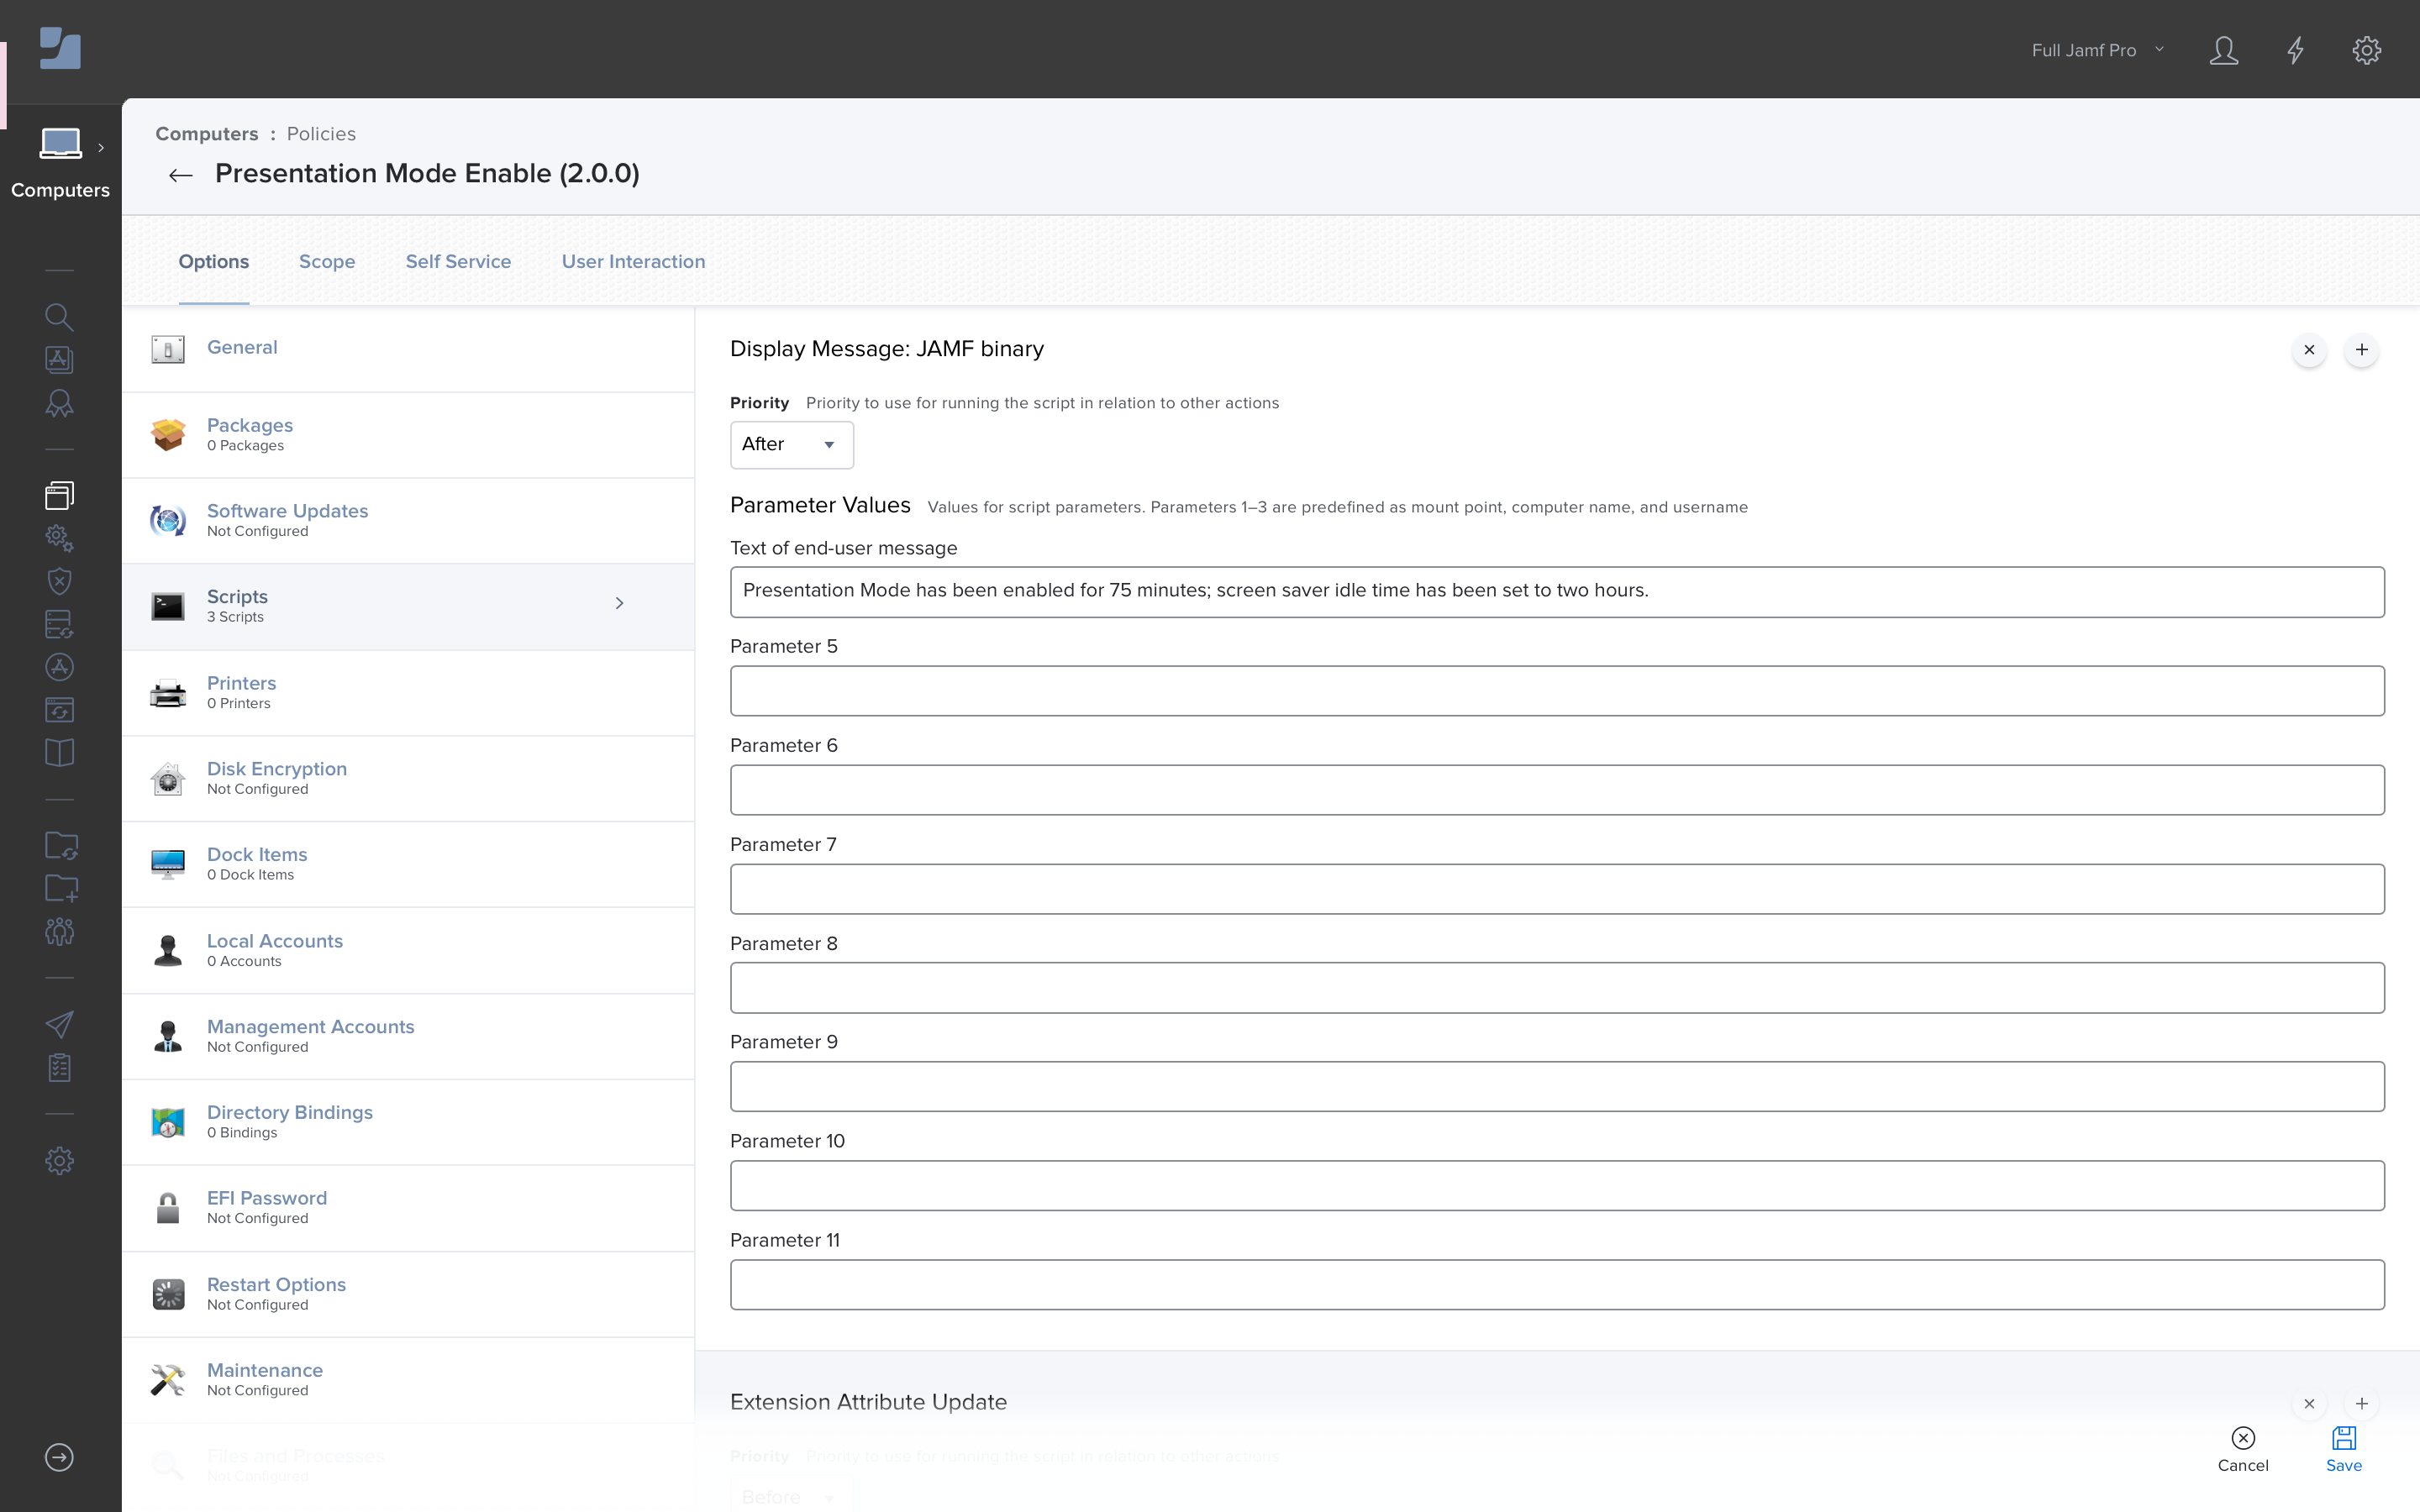 Full Jamf Pro
Computers : Policies
Presentation Mode Enable (2.0.0)
Computers
Options
Scope
Self Service
User Interaction
General
Packages
0 Packages
Software Updates
Not Configured
Scripts
3 Scripts
Printers
0 Printers
Disk Encryption
Not Configured
Dock Items
0 Dock Items
Local Accounts
0 Accounts
Management Accounts
Not Configured
Directory Bindings
0 Bindings
EFI Password
Not Configured
Restart Options
Not Configured
Maintenance
Not Configured
Files and Processes
Not Configured
Display Message: JAMF binary
Priority Priority to use for running the script in relation to other actions
After
Parameter Values Values for script parameters. Parameters 1–3 are predefined as mount point, computer name, and username
Text of end-user message
Presentation Mode has been enabled for 75 minutes; screen saver idle time has been set to two hours.
Parameter 5
Parameter 6
Parameter 7
Parameter 8
Parameter 9
Parameter 10
Parameter 11
Extension Attribute Update
Priority Priority to use for running the script in relation to other actions
Before
Cancel
Save